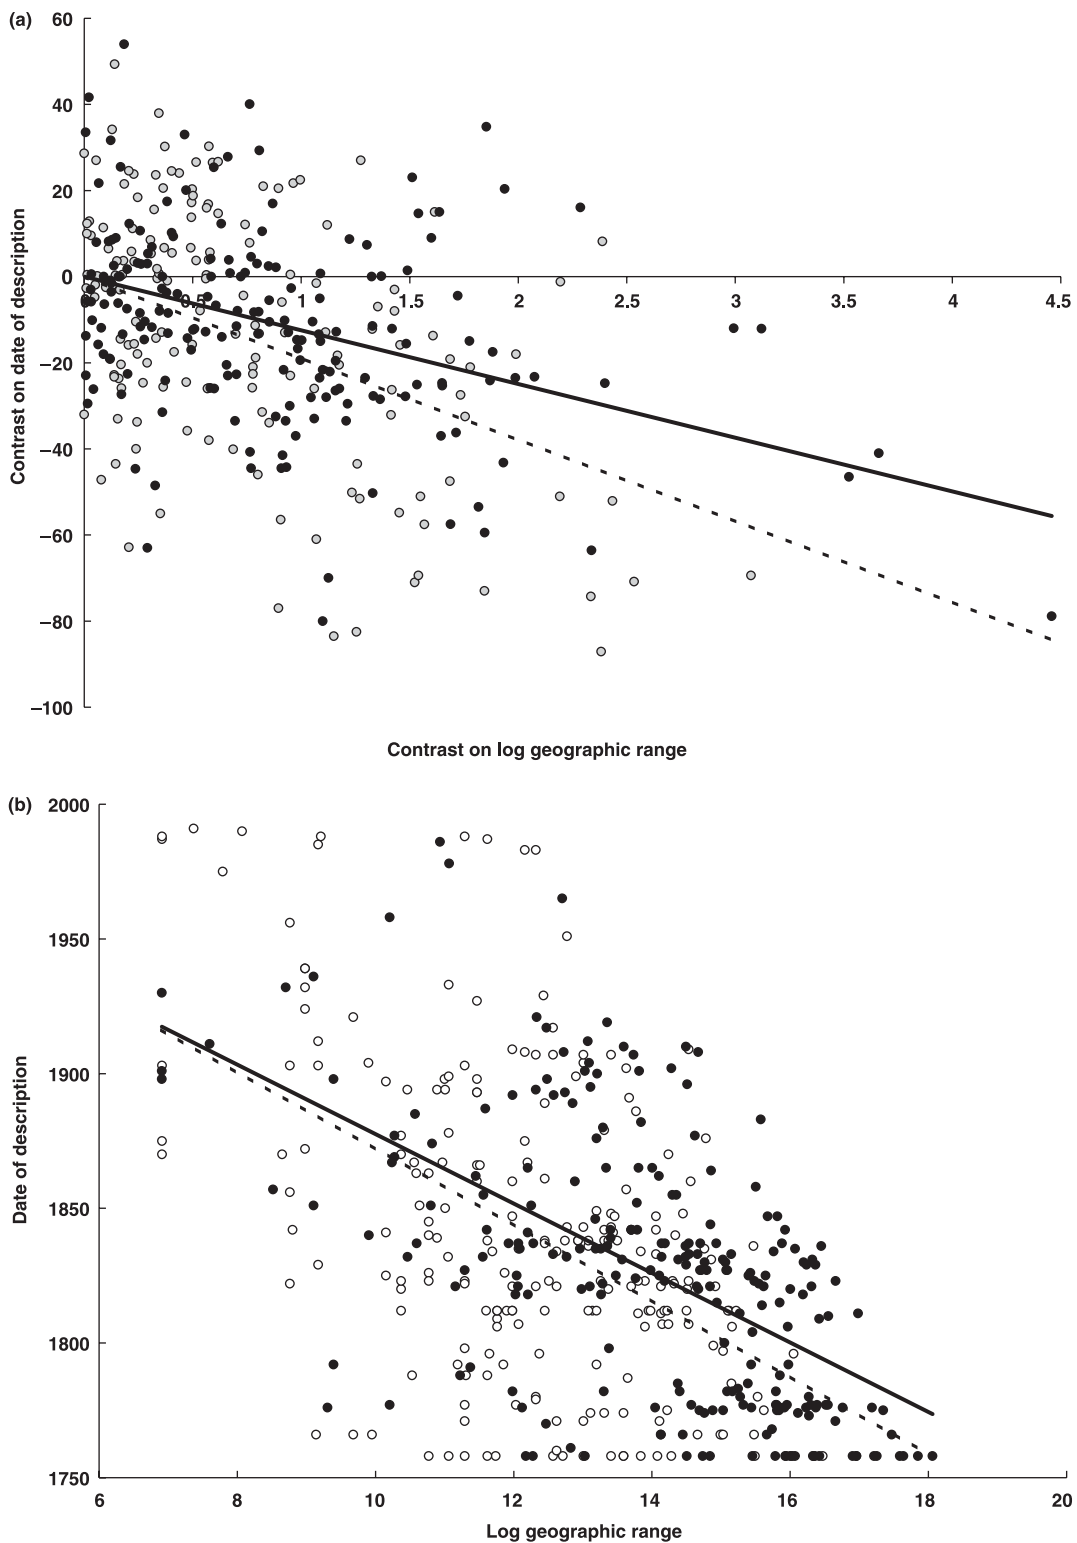 (a)
60
40
20
0
−20
−40
−60
−80
−100
Contrast on date of description
0.5 1 1.5 2 2.5 3 3.5 4 4.5
Contrast on log geographic range
(b)
2000
1950
1900
1850
1800
1750
Date of description
6 8 10 12 14 16 18 20
Log geographic range